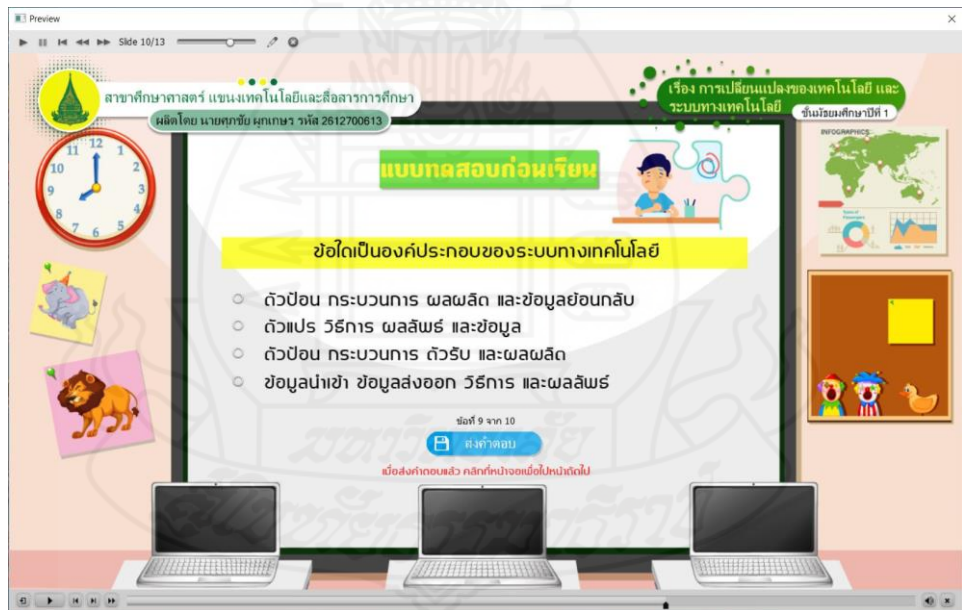 Preview
Slide 10/13
สาขาศึกษาศาสตร์ แขนงเทคโนโลยีและสื่อสารการศึกษา
ผลิตโดย นายศุภชัย ผุกเกษร รหัส 2612700613
เรื่อง การเปลี่ยนแปลงของเทคโนโลยี และ
ระบบทางเทคโนโลยี
ชั้นมัธยมศึกษาปีที่ 1
11 12 1
10 2
9 3
8 4
7 6 5
INFOGRAPHICS
แบบทดสอบก่อนเรียน
ข้อใดเป็นองค์ประกอบของระบบทางเทคโนโลยี
ตัวป้อน กระบวนการ ผลผลิต และข้อมูลย้อนกลับ
ตัวแปร วิธีการ ผลลัพธ์ และข้อมูล
ตัวป้อน กระบวนการ ตัวรับ และผลผลิต
ข้อมูลนำเข้า ข้อมูลส่งออก วิธีการ และผลลัพธ์
ข้อที่ 9 จาก 10
ส่งคำตอบ
เมื่อส่งคำตอบแล้ว คลิกที่หน้าจอเพื่อไปหน้าถัดไป